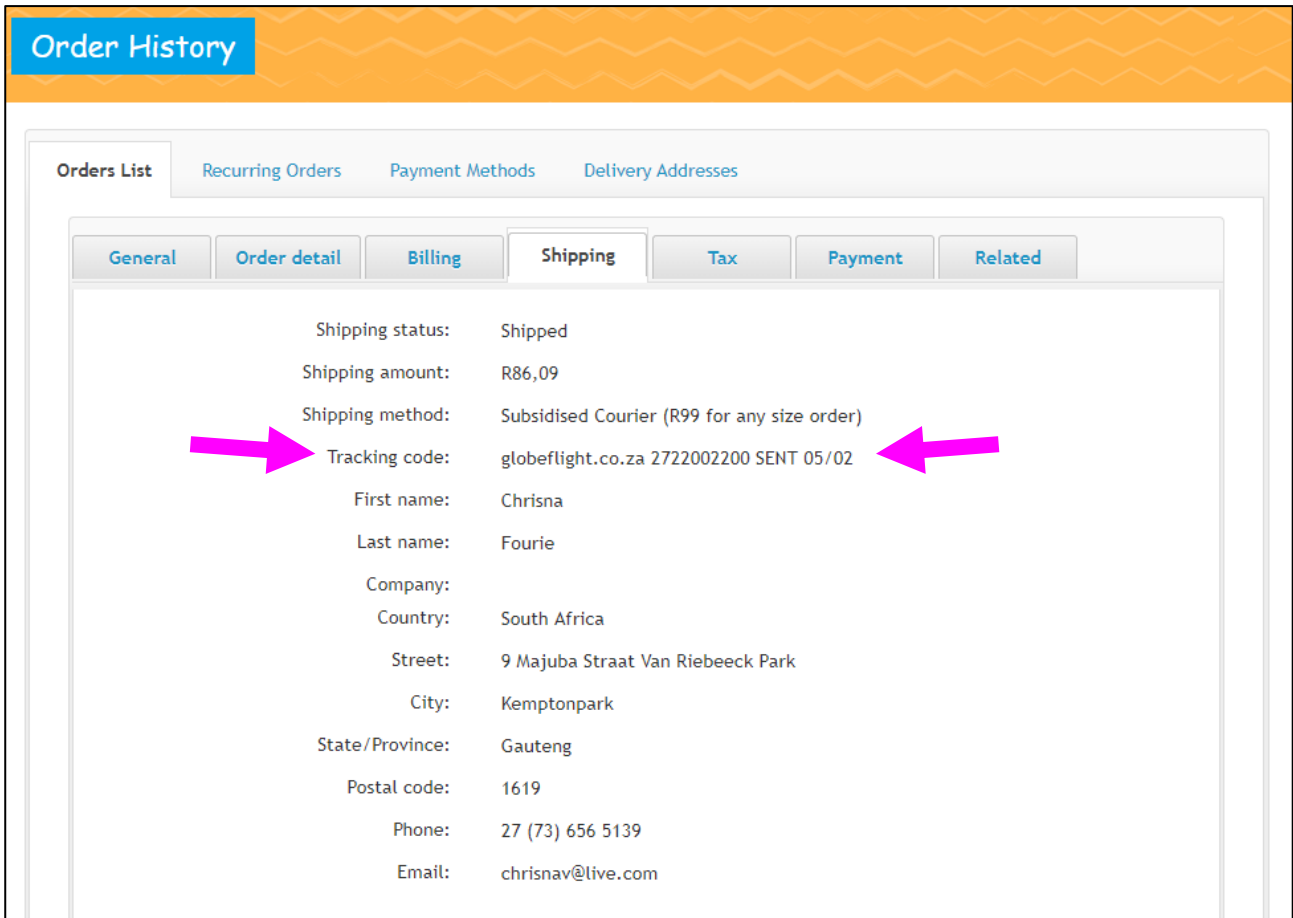 Order History
Orders List Recurring Orders Payment Methods Delivery Addresses
General Order detail Billing Shipping Tax Payment Related
Shipping status: Shipped
Shipping amount: R86,09
Shipping method: Subsidised Courier (R99 for any size order)
Tracking code: globeflight.co.za 2722002200 SENT 05/02
First name: Chrisna
Last name: Fourie
Company:
Country: South Africa
Street: 9 Majuba Straat Van Riebeeck Park
City: Kemptonpark
State/Province: Gauteng
Postal code: 1619
Phone: 27 (73) 656 5139
Email: chrisnav@live.com